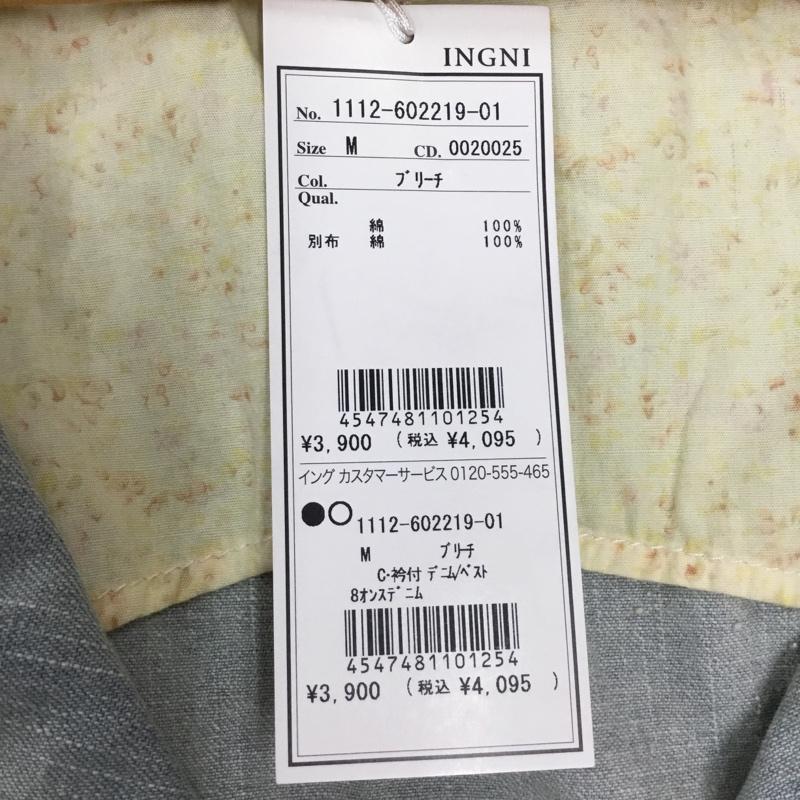 INGNI
No. 1112-602219-01
Size M CD. 0020025
Col. ブリーチ
Qual.
綿 100%
別布 綿 100%
4547481101254
¥3,900 (税込 ¥4,095 )
イング カスタマーサービス 0120-555-465
●○ 1112-602219-01
M ブリーチ
C・衿付 デニム/ベスト
8オンスデニム
4547481101254
¥3,900 (税込 ¥4,095 )